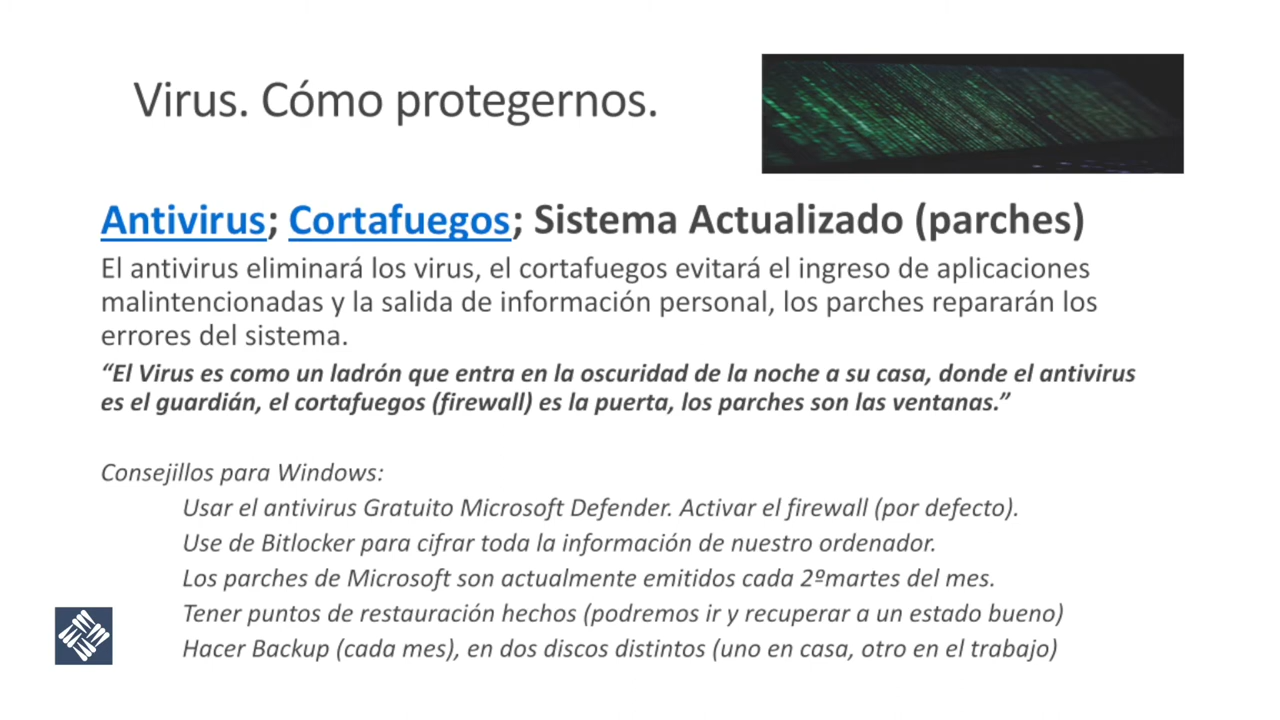 Virus. Cómo protegernos.
Antivirus; Cortafuegos; Sistema Actualizado (parches)
El antivirus eliminará los virus, el cortafuegos evitará el ingreso de aplicaciones
malintencionadas y la salida de información personal, los parches repararán los
errores del sistema.
“El Virus es como un ladrón que entra en la oscuridad de la noche a su casa, donde el antivirus
es el guardián, el cortafuegos (firewall) es la puerta, los parches son las ventanas.”
Consejillos para Windows:
Usar el antivirus Gratuito Microsoft Defender. Activar el firewall (por defecto).
Use de Bitlocker para cifrar toda la información de nuestro ordenador.
Los parches de Microsoft son actualmente emitidos cada 2ºmartes del mes.
Tener puntos de restauración hechos (podremos ir y recuperar a un estado bueno)
Hacer Backup (cada mes), en dos discos distintos (uno en casa, otro en el trabajo)